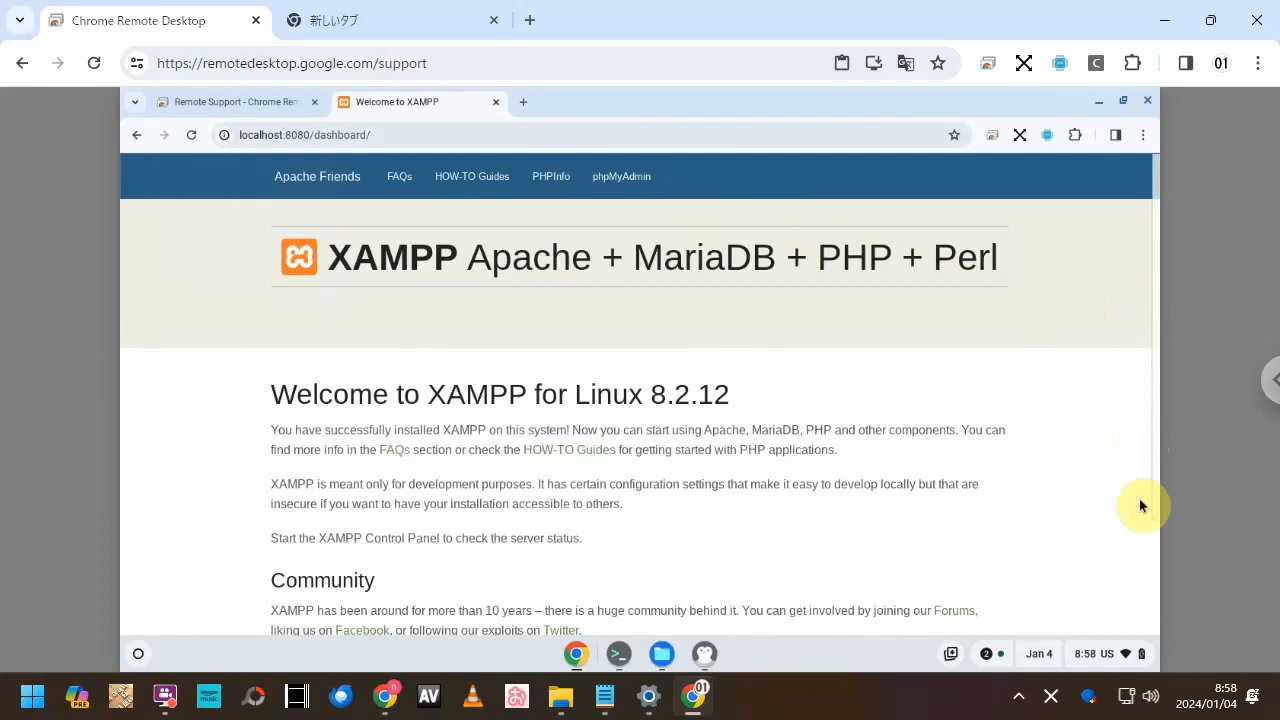 Chrome Remote Desktop
新しいタブ
https://remotedesktop.google.com/support
01
Remote Support - Chrome Rem
Welcome to XAMPP
localhost:8080/dashboard/
Apache Friends FAQs HOW-TO Guides PHPInfo phpMyAdmin
XAMPP Apache + MariaDB + PHP + Perl
Welcome to XAMPP for Linux 8.2.12
You have successfully installed XAMPP on this system! Now you can start using Apache, MariaDB, PHP and other components. You can
find more info in the FAQs section or check the HOW-TO Guides for getting started with PHP applications.
XAMPP is meant only for development purposes. It has certain configuration settings that make it easy to develop locally but that are
insecure if you want to have your installation accessible to others.
Start the XAMPP Control Panel to check the server status.
Community
XAMPP has been around for more than 10 years – there is a huge community behind it. You can get involved by joining our Forums,
liking us on Facebook, or following our exploits on Twitter.
2 Jan 4 8:58 US
PRE
amazon music
n
AV
あ
01
8:58
2024/01/04